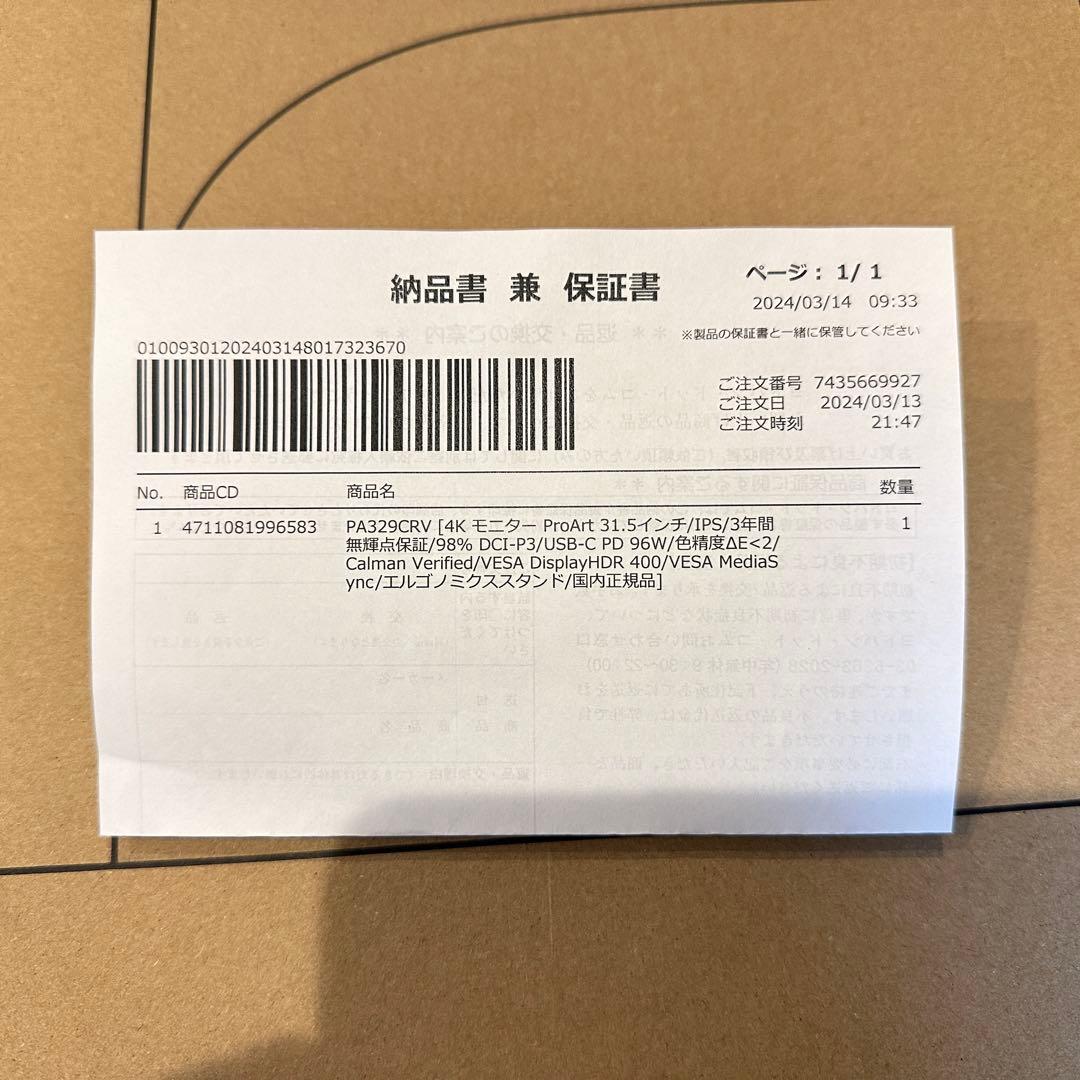 納品書 兼 保証書
ページ： 1/ 1
2024/03/14 09:33
※製品の保証書と一緒に保管してください
010093012024031480173236​70
ご注文番号 7435669927
ご注文日 2024/03/13
ご注文時刻 21:47
No. 商品CD 商品名 数量
1 4711081996583 PA329CRV [4K モニター ProArt 31.5インチ/IPS/3年間 1
無輝点保証/98% DCI-P3/USB-C PD 96W/色精度ΔE<2/
Calman Verified/VESA DisplayHDR 400/VESA MediaS
ync/エルゴノミクススタンド/国内正規品]